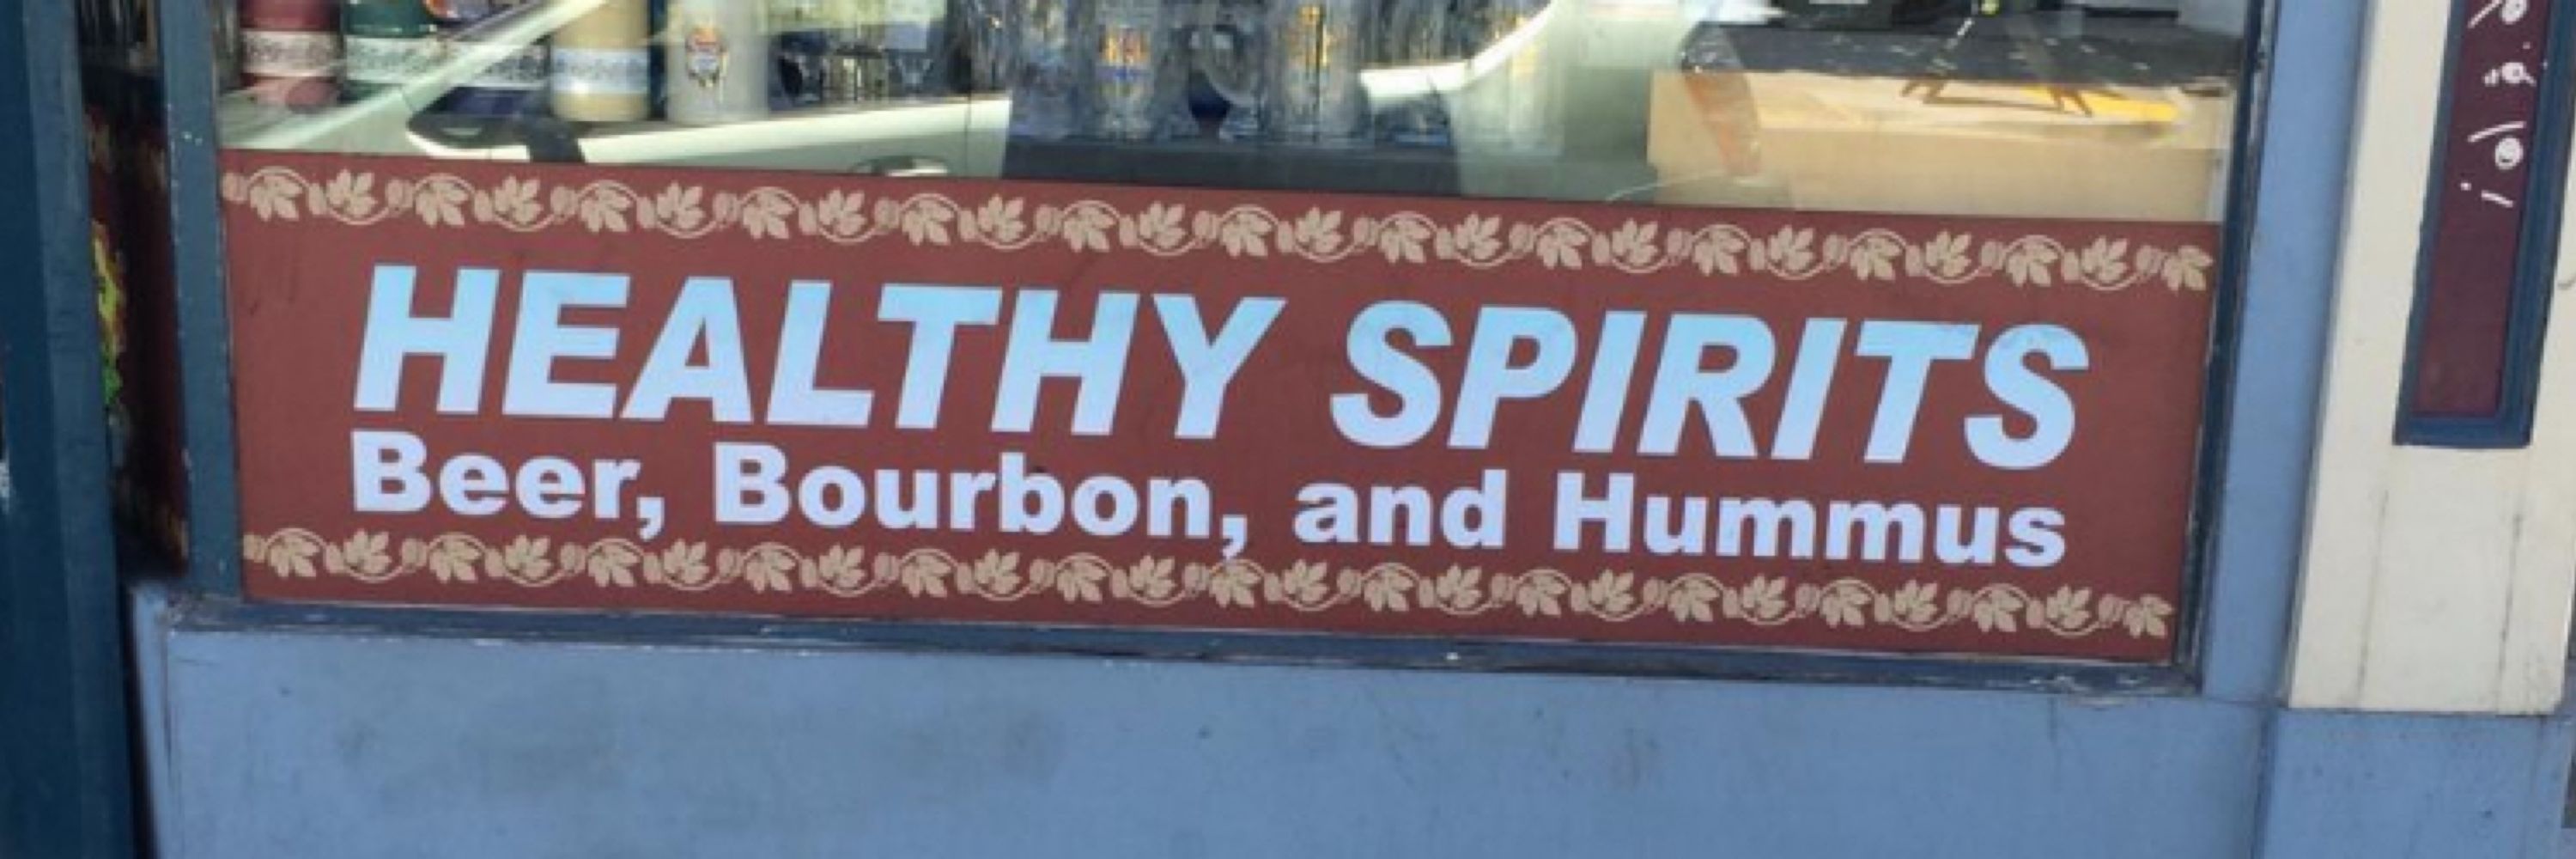 HEALTHY SPIRITS
Beer, Bourbon, and Hummus